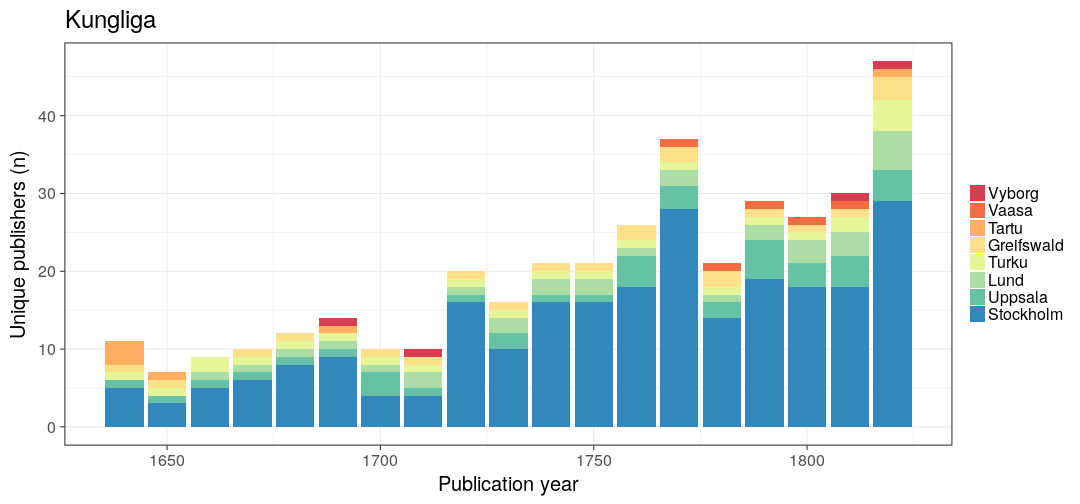 Kungliga
Unique publishers (n)
40
30
20
10
0
1650
1700
1750
1800
Publication year
Vyborg
Vaasa
Tartu
Greifswald
Turku
Lund
Uppsala
Stockholm